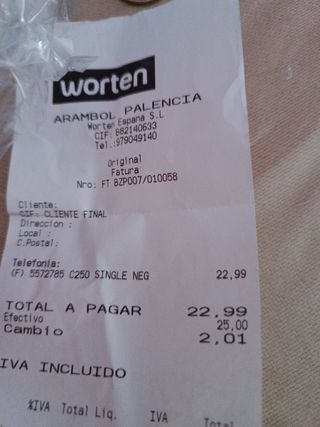 worten
ARAMBOL PALENCIA
Worten Espana S.L
CIF: B82140633
Tel.:979049140
Original
Fatura
Nro: FT BZP007/010058
Cliente:
CIF: CLIENTE FINAL
Direccion :
Local :
C.Postal:
Telefonia:
(F) 5572785 C250 SINGLE NEG 22,99
TOTAL A PAGAR 22,99
Efectivo 25,00
Cambio 2,01
IVA INCLUIDO
%IVA Total Liq. IVA Total